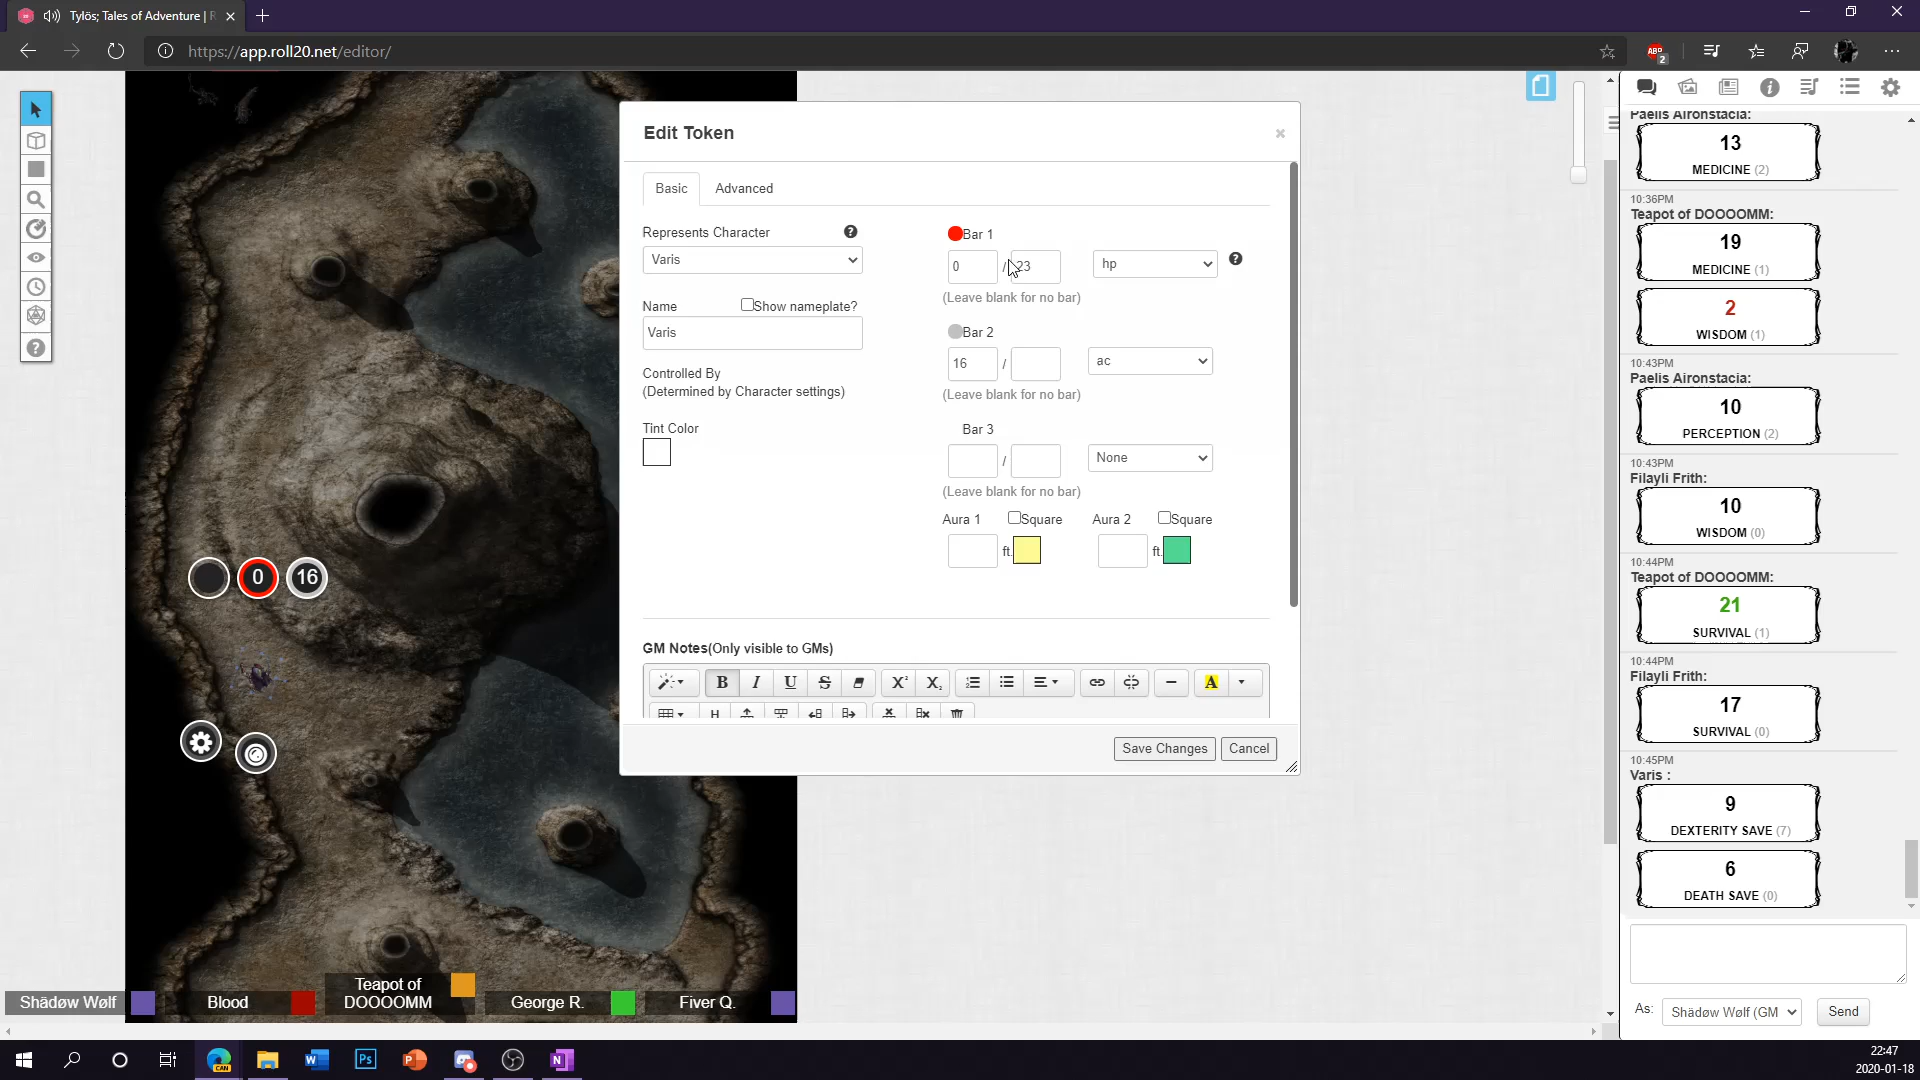 Tylös; Tales of Adventure | R
https://app.roll20.net/editor/
ABP
2
Edit Token
Basic
Advanced
Represents Character
Varis
Name
Show nameplate?
Varis
Controlled By
(Determined by Character settings)
Tint Color
Bar 1
0 / 23
hp
(Leave blank for no bar)
Bar 2
16 /
ac
(Leave blank for no bar)
Bar 3
/
None
(Leave blank for no bar)
Aura 1
Square
Aura 2
Square
ft.
ft.
GM Notes(Only visible to GMs)
Save Changes
Cancel
0
16
Shädøw Wølf
Blood
Teapot of
DOOOOMM
George R.
Fiver Q.
Paelis Aironstacia:
13
MEDICINE (2)
10:36PM
Teapot of DOOOOMM:
19
MEDICINE (1)
2
WISDOM (1)
10:43PM
Paelis Aironstacia:
10
PERCEPTION (2)
10:43PM
Filayli Frith:
10
WISDOM (0)
10:44PM
Teapot of DOOOOMM:
21
SURVIVAL (1)
10:44PM
Filayli Frith:
17
SURVIVAL (0)
10:45PM
Varis :
9
DEXTERITY SAVE (7)
6
DEATH SAVE (0)
As:
Shädøw Wølf (GM
Send
CAN
22:47
2020-01-18